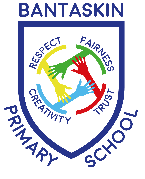 BANTASKIN
RESPECT
FAIRNESS
CREATIVITY
TRUST
PRIMARY
SCHOOL